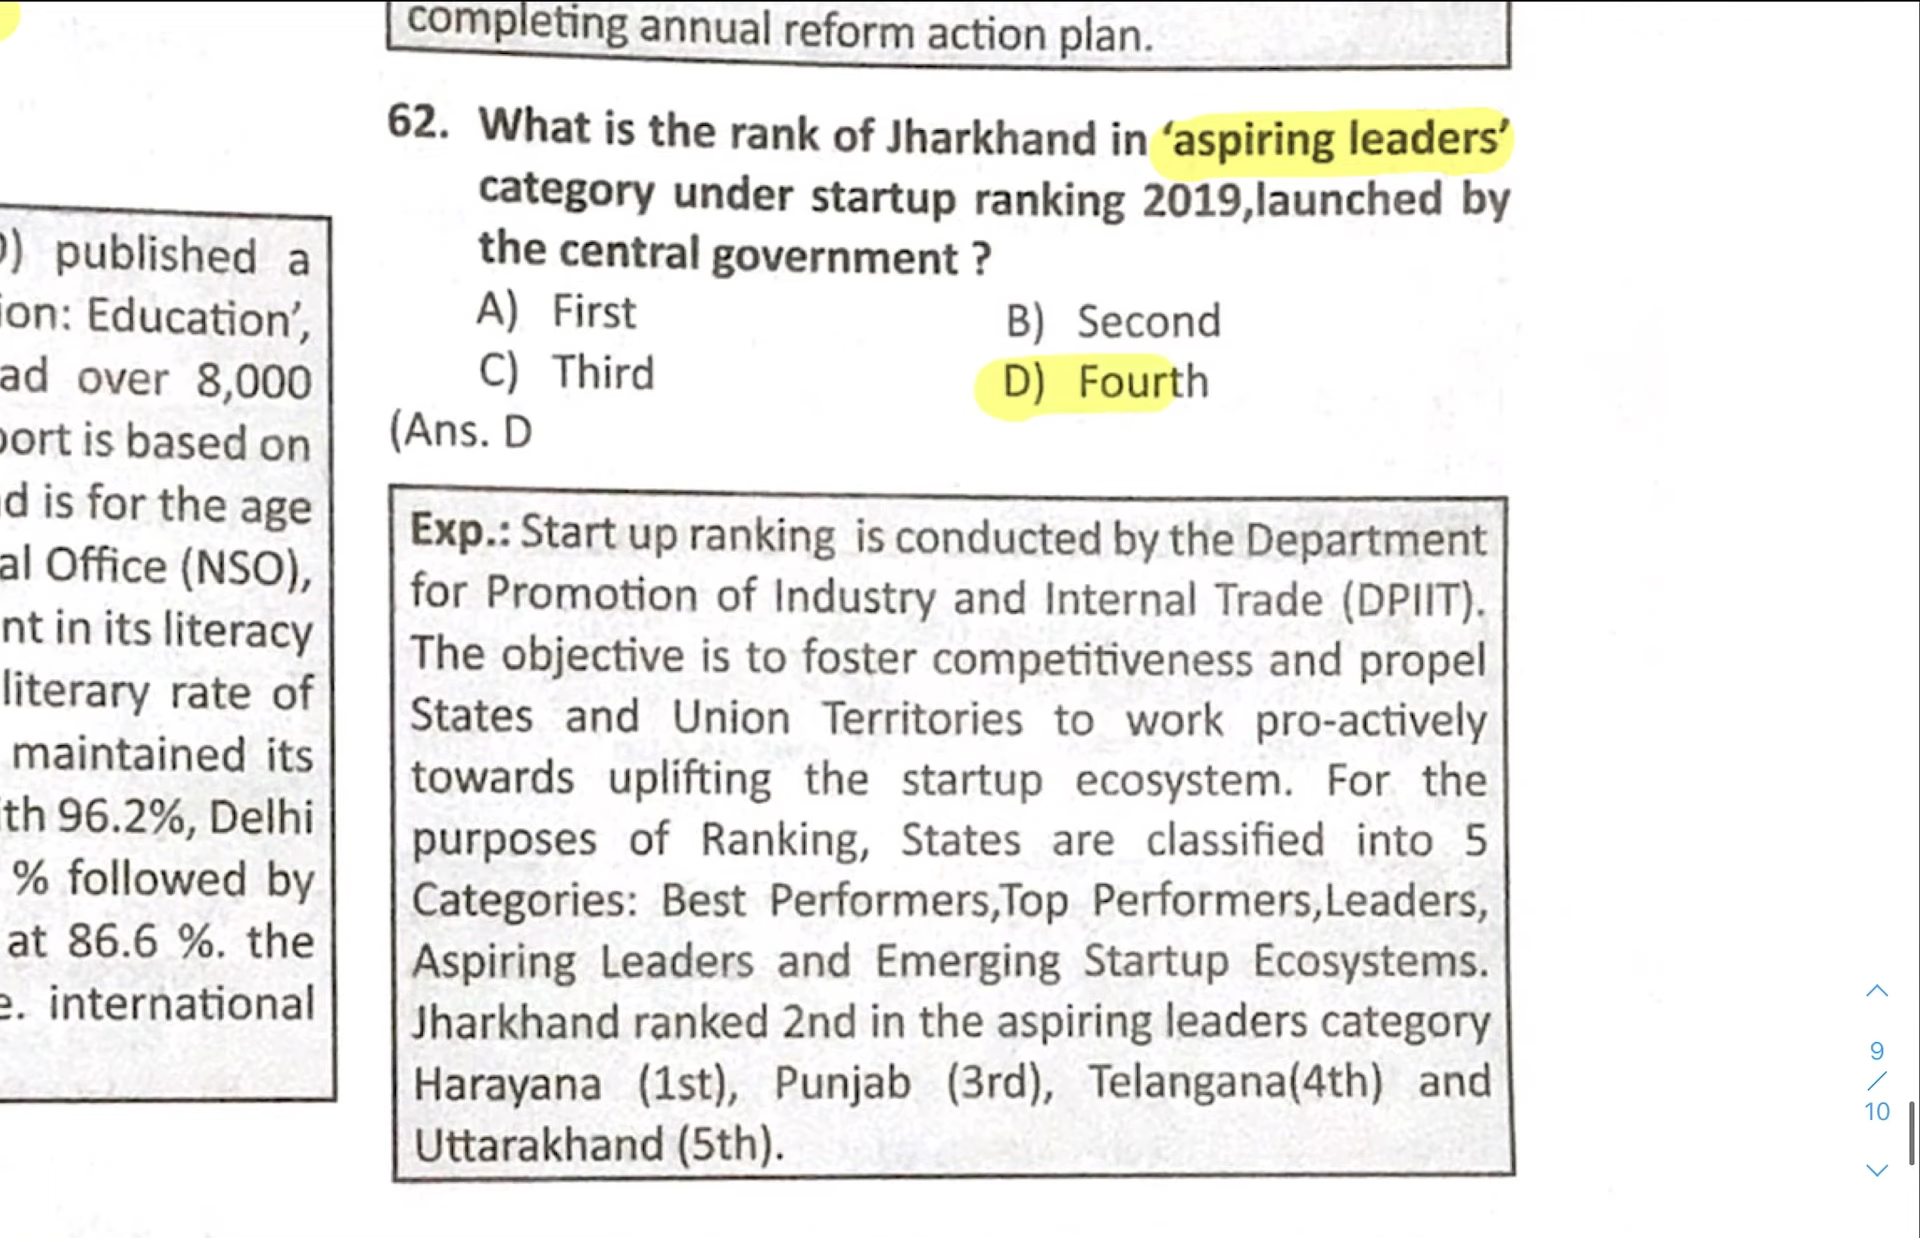 completing annual reform action plan.
62. What is the rank of Jharkhand in ‘aspiring leaders’
category under startup ranking 2019,launched by
the central government ?
A) First
B) Second
C) Third
D) Fourth
(Ans. D
Exp.: Start up ranking is conducted by the Department
for Promotion of Industry and Internal Trade (DPIIT).
The objective is to foster competitiveness and propel
States and Union Territories to work pro-actively
towards uplifting the startup ecosystem. For the
purposes of Ranking, States are classified into 5
Categories: Best Performers,Top Performers,Leaders,
Aspiring Leaders and Emerging Startup Ecosystems.
Jharkhand ranked 2nd in the aspiring leaders category
Harayana (1st), Punjab (3rd), Telangana(4th) and
Uttarakhand (5th).
published a
Education’,
over 8,000
is based on
is for the age
Office (NSO),
in its literacy
literary rate of
maintained its
96.2%, Delhi
% followed by
at 86.6 %. the
international
9
/
10